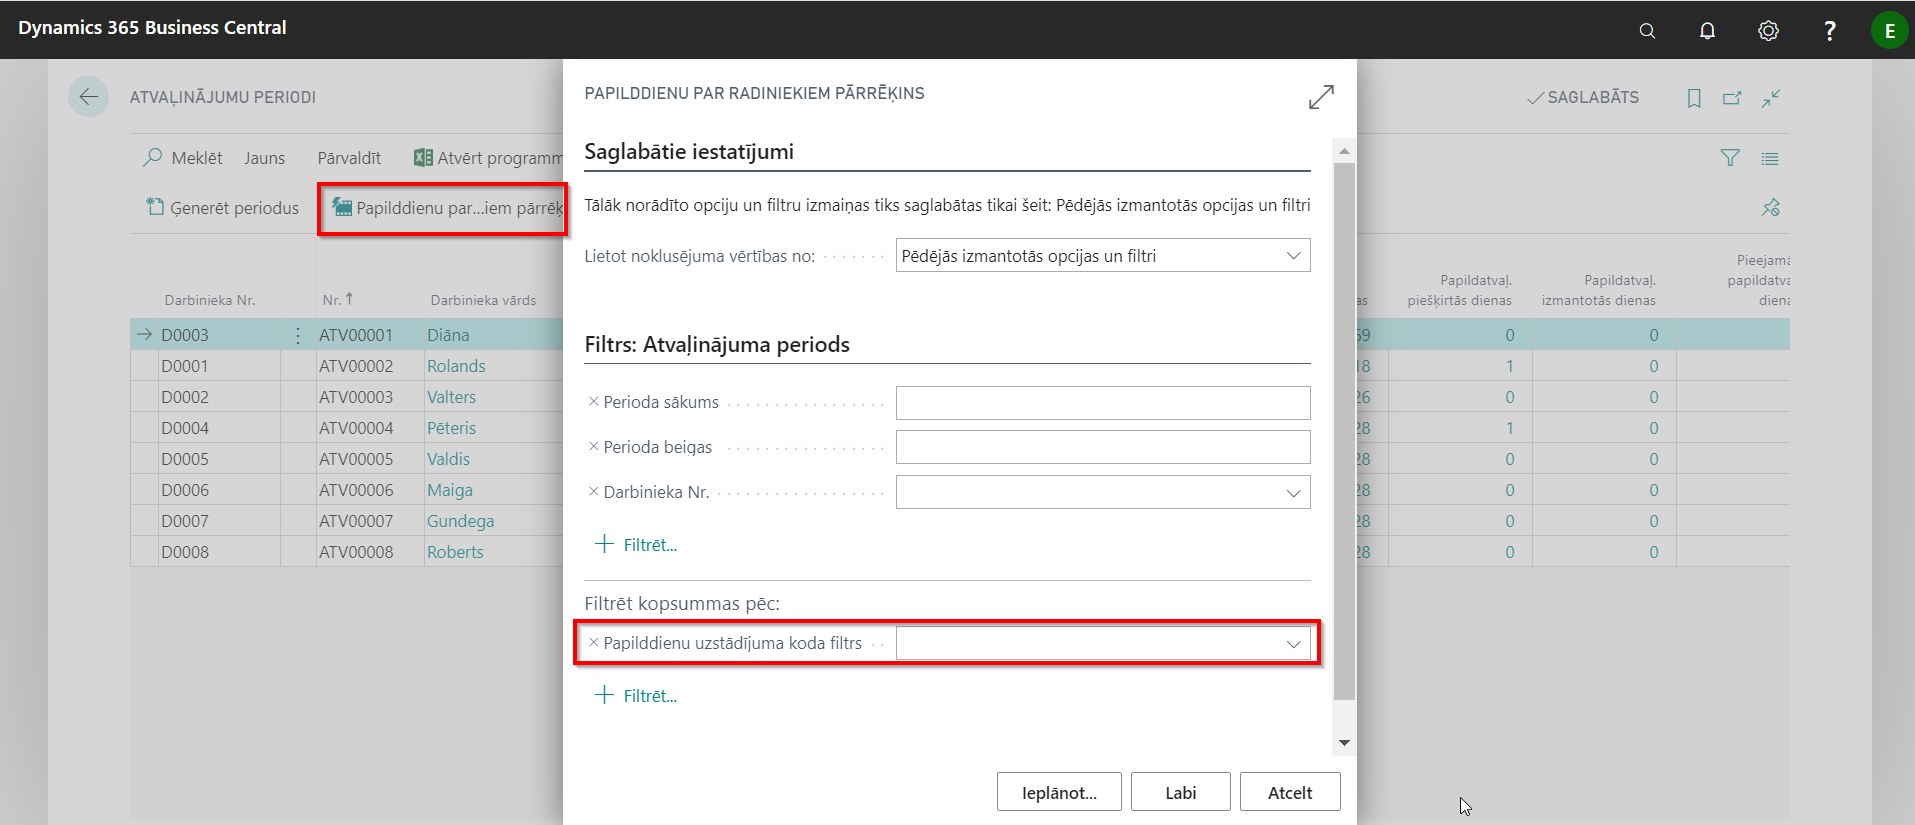 Dynamics 365 Business Central
E
ATVAĻINĀJUMU PERIODI
SAGLABĀTS
Meklēt Jauns Pārvaldīt Atvērt programm
Ģenerēt periodus Papilddienu par...iem pārrēķ
Darbinieka Nr. Nr. Darbinieka vārds as Papildatvaļ. piešķirtās dienas Papildatvaļ. izmantotās dienas Pieejamā papildatva diena
D0003 ATV00001 Diāna 59 0 0
D0001 ATV00002 Rolands 18 1 0
D0002 ATV00003 Valters 26 0 0
D0004 ATV00004 Pēteris 28 1 0
D0005 ATV00005 Valdis 28 0 0
D0006 ATV00006 Maiga 28 0 0
D0007 ATV00007 Gundega 28 0 0
D0008 ATV00008 Roberts 28 0 0
PAPILDDIENU PAR RADINIEKIEM PĀRRĒĶINS
Saglabātie iestatījumi
Tālāk norādīto opciju un filtru izmaiņas tiks saglabātas tikai šeit: Pēdējās izmantotās opcijas un filtri
Lietot noklusējuma vērtības no: Pēdējās izmantotās opcijas un filtri
Filtrs: Atvaļinājuma periods
Perioda sākums
Perioda beigas
Darbinieka Nr.
Filtrēt...
Filtrēt kopsummas pēc:
Papilddienu uzstādījuma koda filtrs
Filtrēt...
Ieplānot... Labi Atcelt